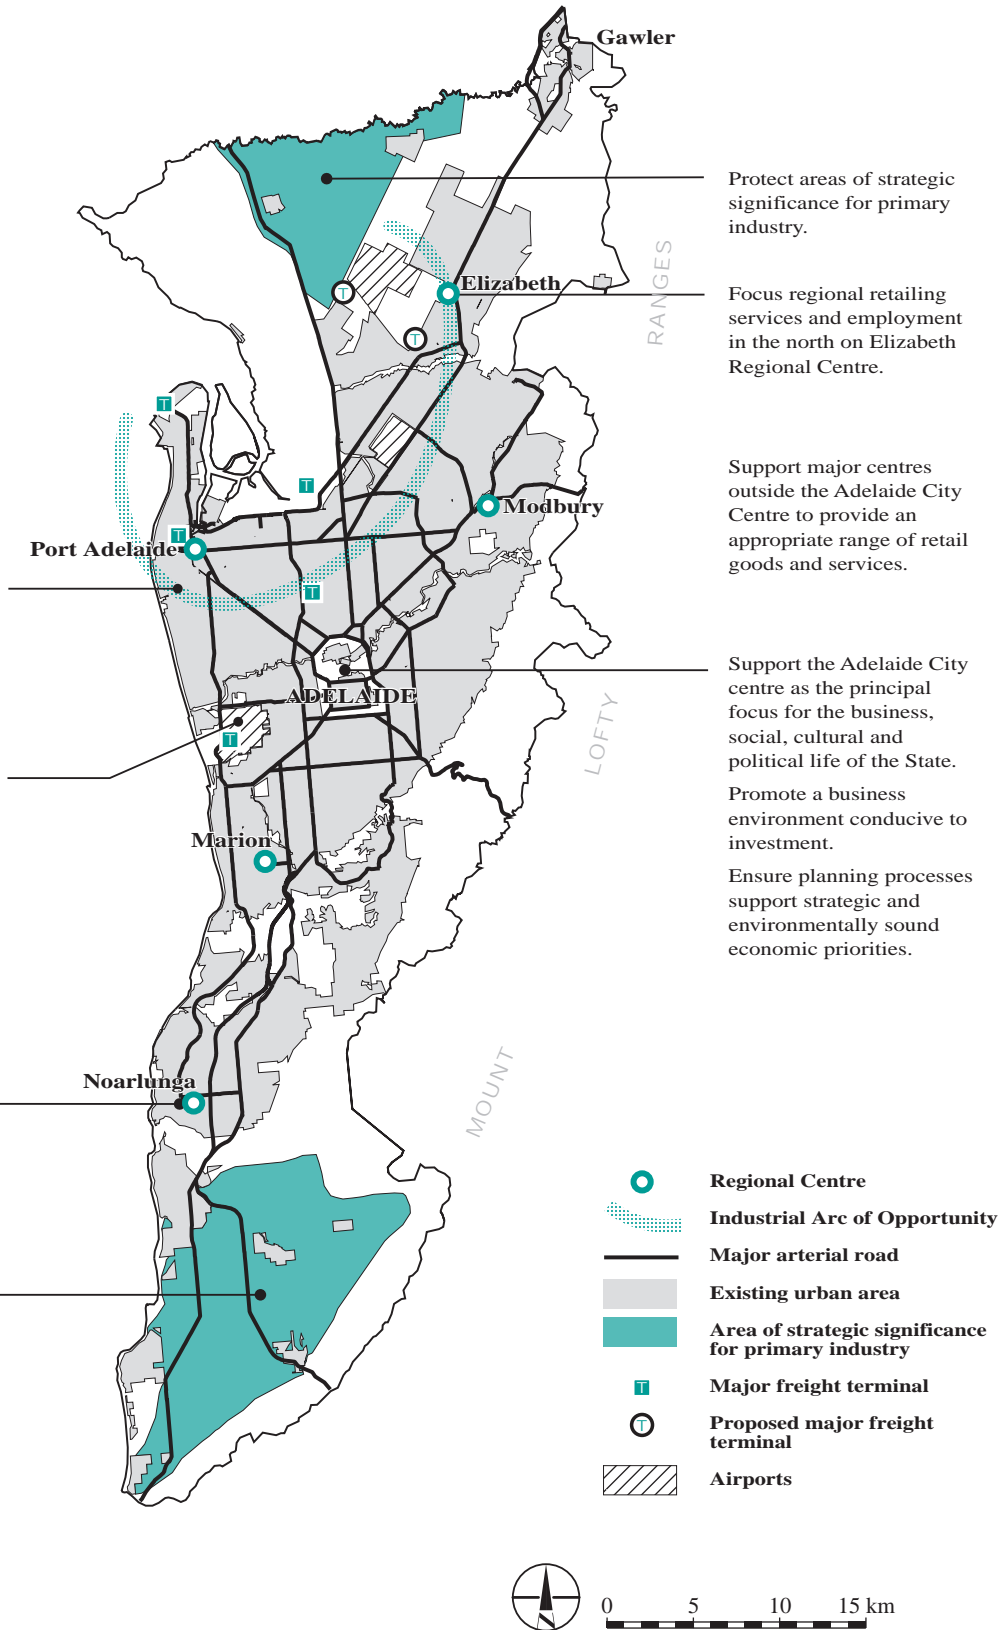 Gawler
Protect areas of strategic
significance for primary
industry.
RANGES
Elizabeth
T
Focus regional retailing
services and employment
in the north on Elizabeth
Regional Centre.
T
T
Support major centres
outside the Adelaide City
Centre to provide an
appropriate range of retail
goods and services.
T
Modbury
T
Port Adelaide
T
Support the Adelaide City
centre as the principal
focus for the business,
social, cultural and
political life of the State.
ADELAIDE
LOFTY
T
Promote a business
environment conducive to
investment.
Marion
Ensure planning processes
support strategic and
environmentally sound
economic priorities.
MOUNT
Noarlunga
Regional Centre
Industrial Arc of Opportunity
Major arterial road
Existing urban area
Area of strategic significance
for primary industry
T Major freight terminal
T Proposed major freight
terminal
Airports
N
0 5 10 15 km